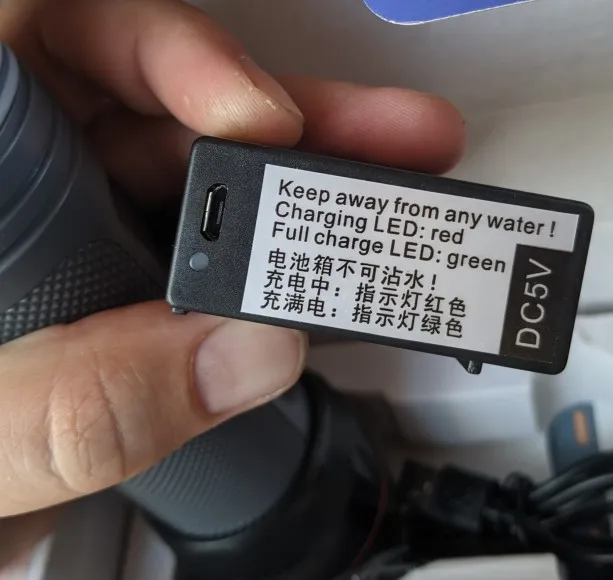 Keep away from any water !
Charging LED: red
Full charge LED: green
电池箱不可沾水！
充电中：指示灯红色
充满电：指示灯绿色
DC5V